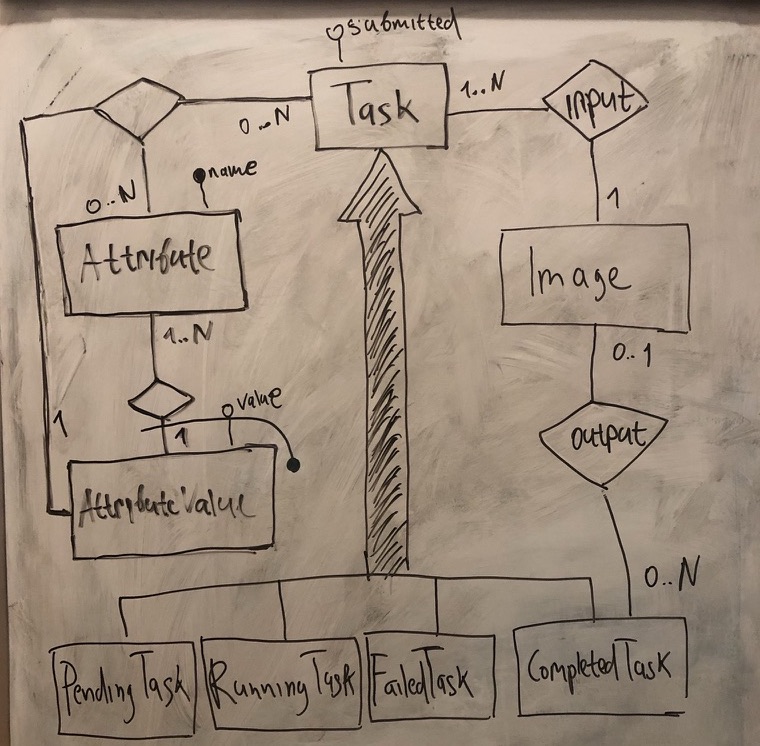 submitted
Task
1..N
input
0..N
name
0..N
1
Attribute
Image
1..N
0..1
value
1
1
output
AttributeValue
0..N
PendingTask
RunningTask
FailedTask
CompletedTask